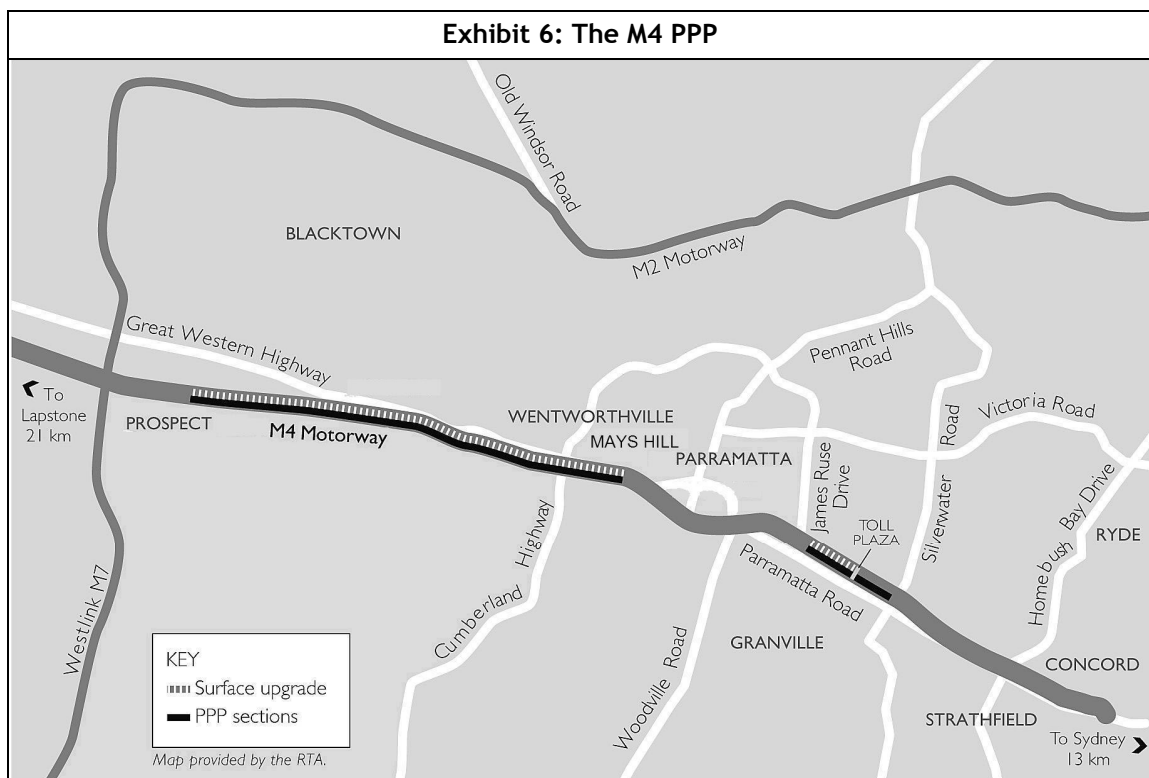 Exhibit 6: The M4 PPP
Old Windsor Road
BLACKTOWN
M2 Motorway
Great Western Highway
Pennant Hills
Road
To
Lapstone
21 km
PROSPECT
M4 Motorway
WENTWORTHVILLE
MAYS HILL
PARRAMATTA
Victoria Road
James Ruse
Drive
Silverwater Road
TOLL
PLAZA
Homebush Bay Drive
RYDE
Westlink M7
Cumberland Highway
Parramatta Road
Woodville Road
GRANVILLE
CONCORD
STRATHFIELD
To Sydney
13 km
KEY
Surface upgrade
PPP sections
Map provided by the RTA.